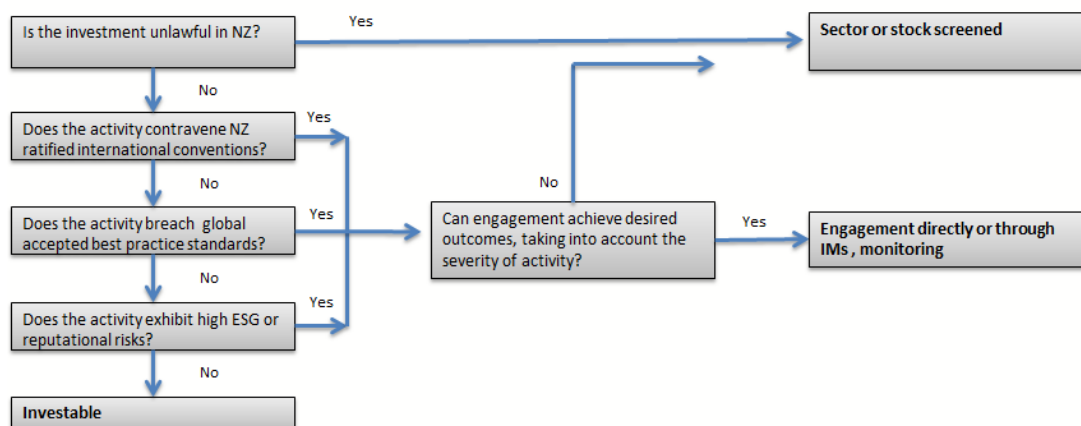 Is the investment unlawful in NZ?
Yes
Sector or stock screened
No
Does the activity contravene NZ
ratified international conventions?
Yes
No
No
Does the activity breach global
accepted best practice standards?
Yes
Can engagement achieve desired
outcomes, taking into account the
severity of activity?
Yes
Engagement directly or through
IMs , monitoring
No
Does the activity exhibit high ESG or
reputational risks?
Yes
No
Investable